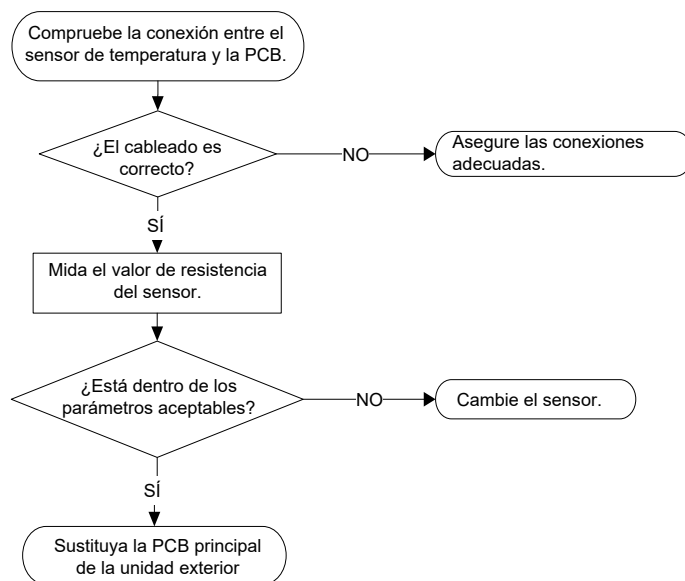 Compruebe la conexión entre el
sensor de temperatura y la PCB.
¿El cableado es
correcto?
NO
Asegure las conexiones
adecuadas.
SÍ
Mida el valor de resistencia
del sensor.
¿Está dentro de los
parámetros aceptables?
NO
Cambie el sensor.
SÍ
Sustituya la PCB principal
de la unidad exterior